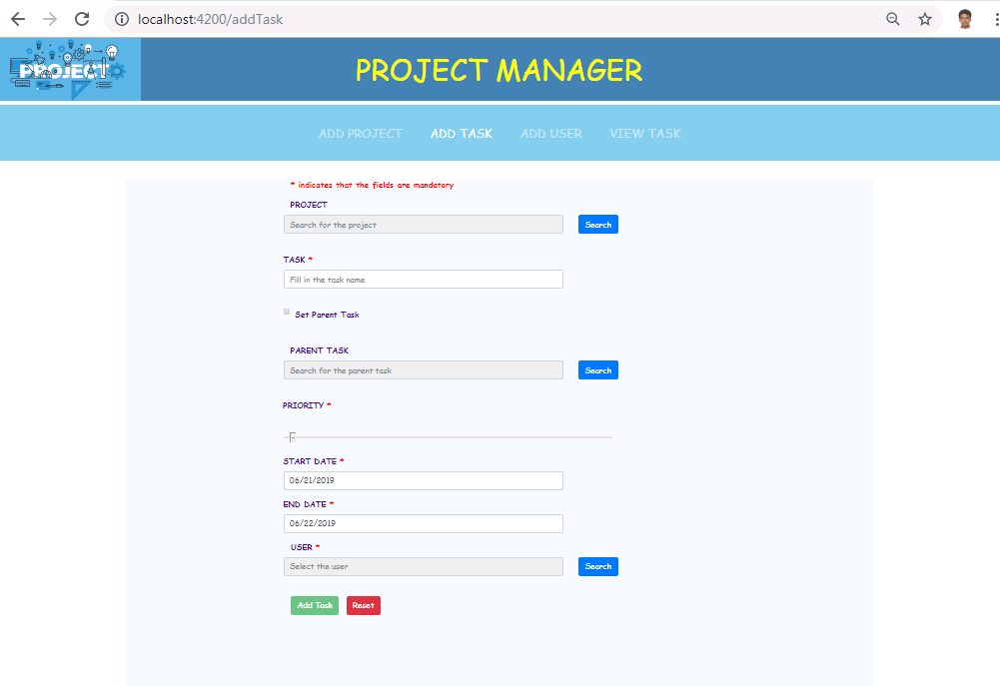 localhost:4200/addTask
PROJECT
PROJECT MANAGER
ADD PROJECT ADD TASK ADD USER VIEW TASK
* indicates that the fields are mandatory
PROJECT
Search for the project Search
TASK *
Fill in the task name
Set Parent Task
PARENT TASK
Search for the parent task Search
PRIORITY *
START DATE *
06/21/2019
END DATE *
06/22/2019
USER *
Select the user Search
Add Task Reset